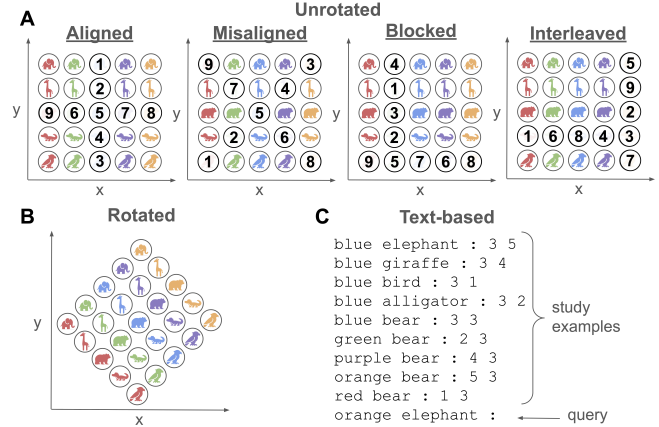 Unrotated
A
Aligned
Misaligned
Blocked
Interleaved
y
1
2
9 6 5 7 8
4
3
x
y
9 3
7 4
5
2 6
1 8
x
y
4
1
3
2
9 5 7 6 8
x
y
5
9
2
1 6 8 4 3
7
x
B
Rotated
y
x
C
Text-based
blue elephant : 3 5
blue giraffe : 3 4
blue bird : 3 1
blue alligator : 3 2
blue bear : 3 3
green bear : 2 3
purple bear : 4 3
orange bear : 5 3
red bear : 1 3
orange elephant :
study
examples
query